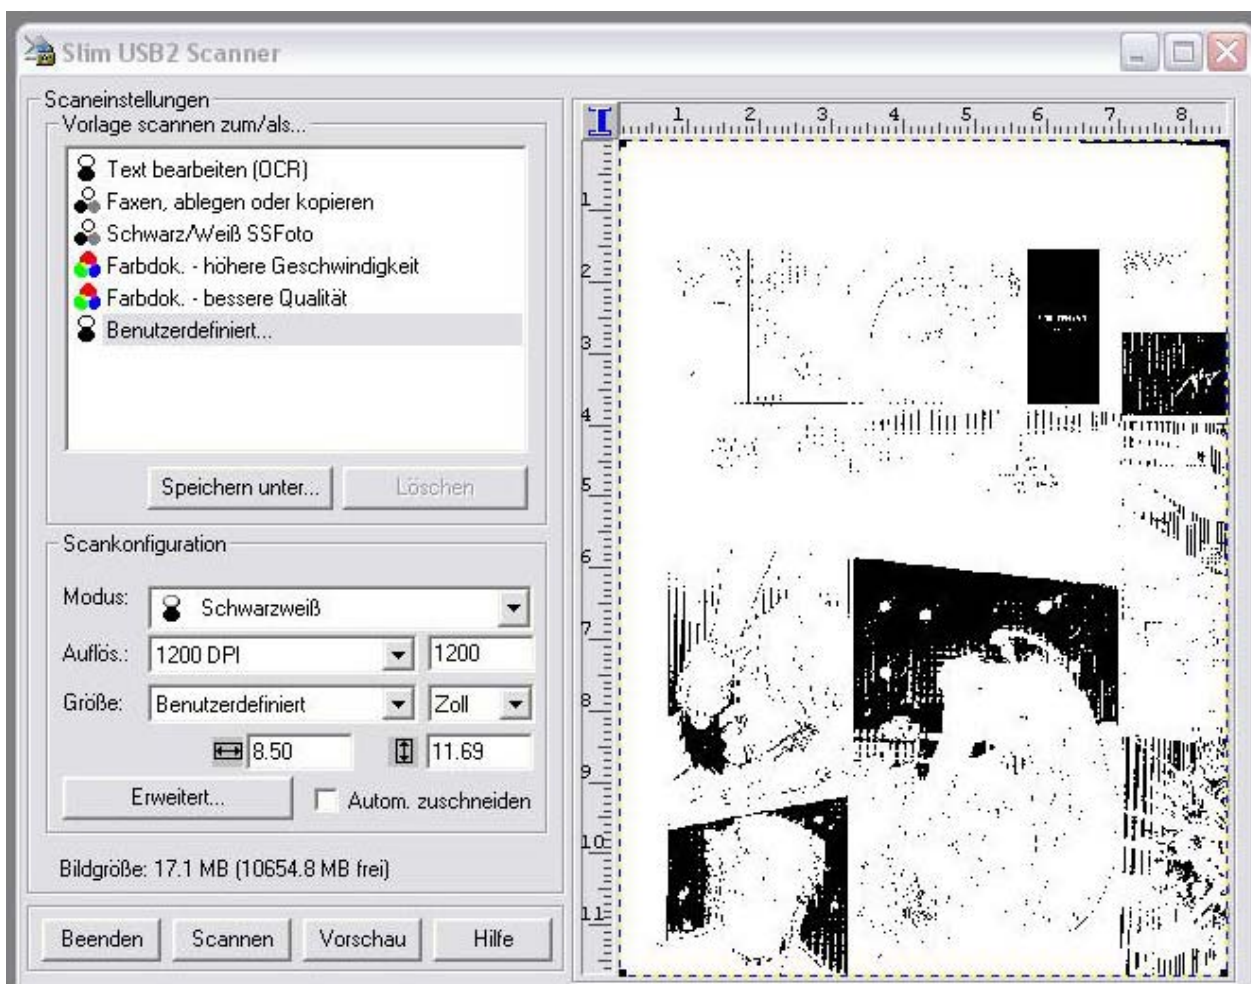 Slim USB2 Scanner
Scaneinstellungen
Vorlage scannen zum/als...
Text bearbeiten (OCR)
Faxen, ablegen oder kopieren
Schwarz/Weiß SSFoto
Farbdok. - höhere Geschwindigkeit
Farbdok. - bessere Qualität
Benutzerdefiniert...
Speichern unter... Löschen
Scankonfiguration
Modus: Schwarzweiß
Auflös.: 1200 DPI 1200
Größe: Benutzerdefiniert Zoll
8.50 11.69
Erweitert... Autom. zuschneiden
Bildgröße: 17.1 MB (10654.8 MB frei)
Beenden Scannen Vorschau Hilfe
1 2 3 4 5 6 7 8
1
2
3
4
5
6
7
8
9
10
11